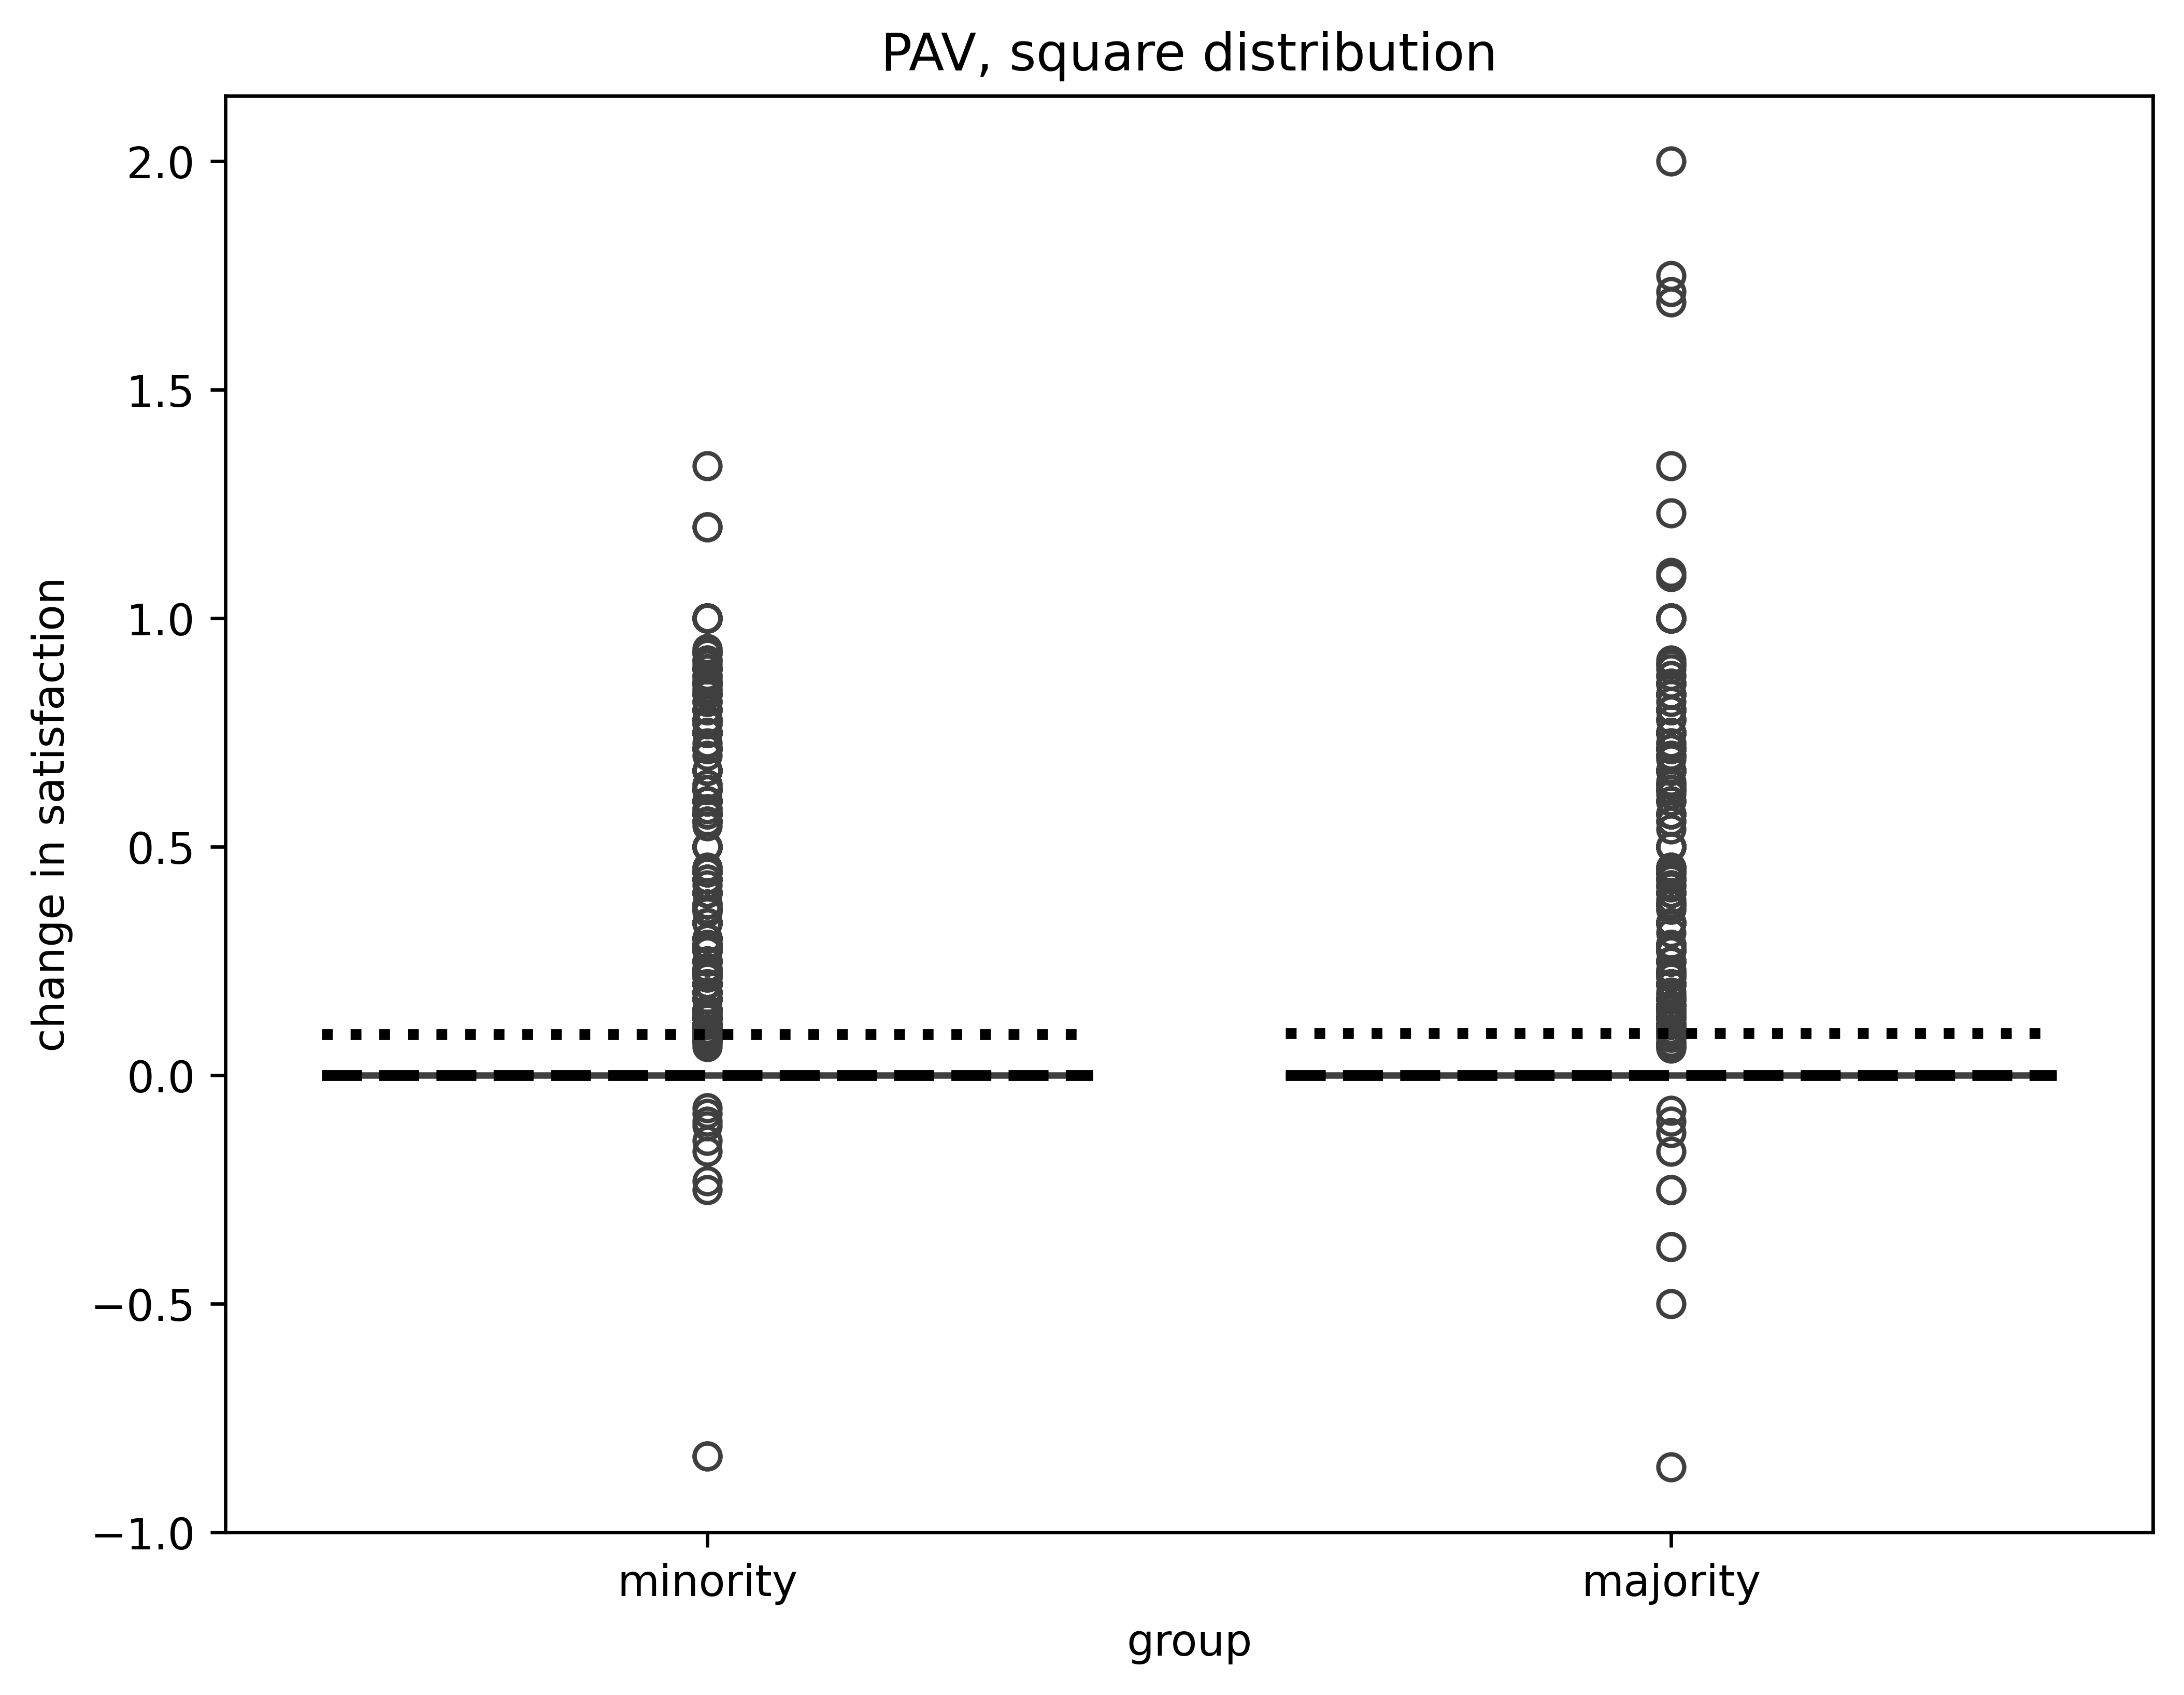 PAV, square distribution
2.0
1.5
1.0
0.5
0.0
−0.5
−1.0
change in satisfaction
minority majority
group